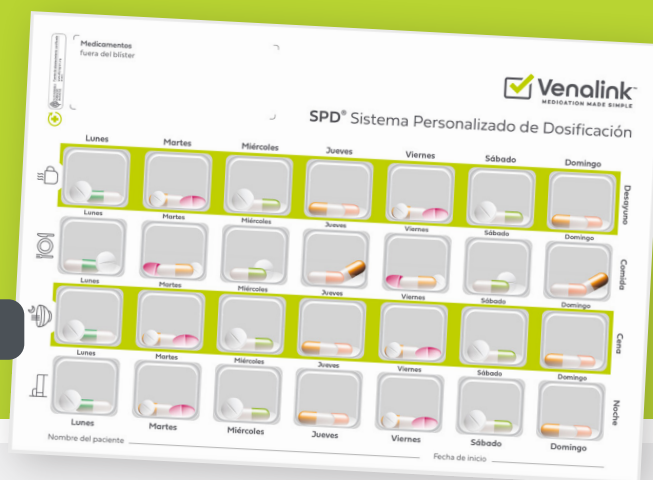 Medicamentos
fuera del blíster
Venalink
MEDICATION MADE SIMPLE
SPD® Sistema Personalizado de Dosificación
Lunes Martes Miércoles Jueves Viernes Sábado Domingo
Desayuno
Lunes Martes Miércoles Jueves Viernes Sábado Domingo
Comida
Lunes Martes Miércoles Jueves Viernes Sábado Domingo
Cena
Lunes Martes Miércoles Jueves Viernes Sábado Domingo
Noche
Lunes Martes Miércoles Jueves Viernes Sábado Domingo
Nombre del paciente
Fecha de inicio